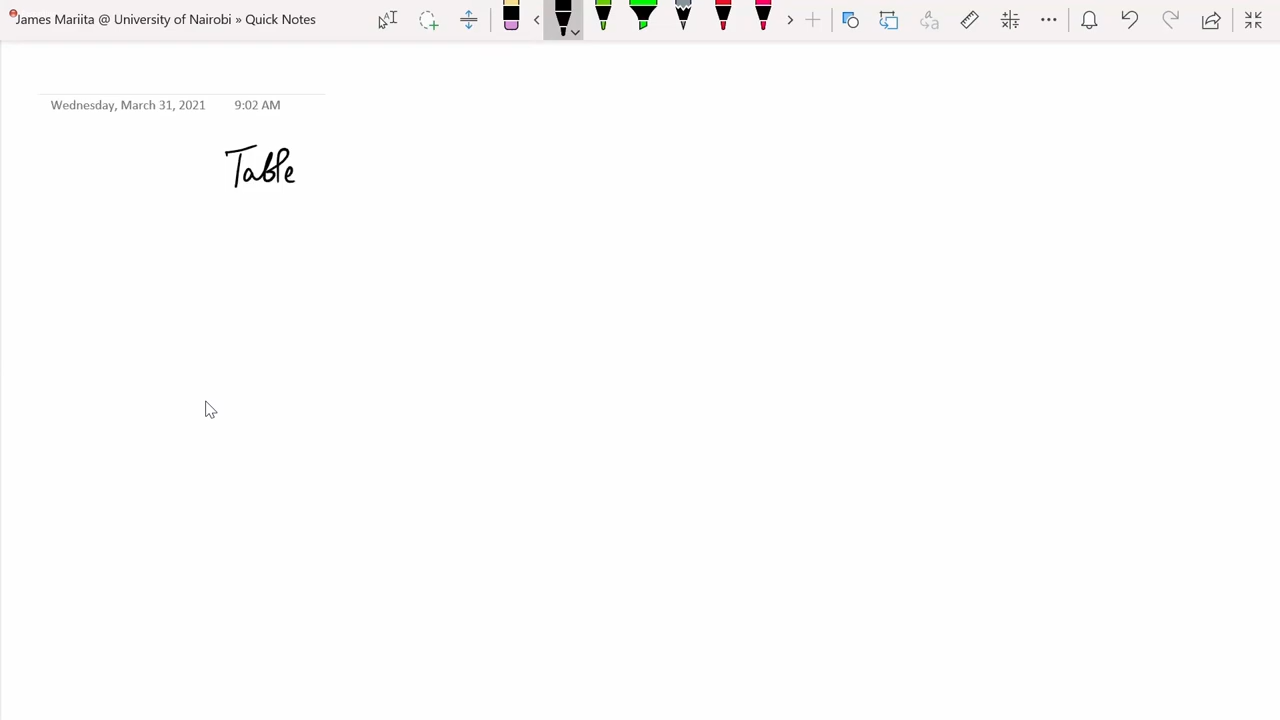 James Mariita @ University of Nairobi » Quick Notes
Wednesday, March 31, 2021 9:02 AM
Table